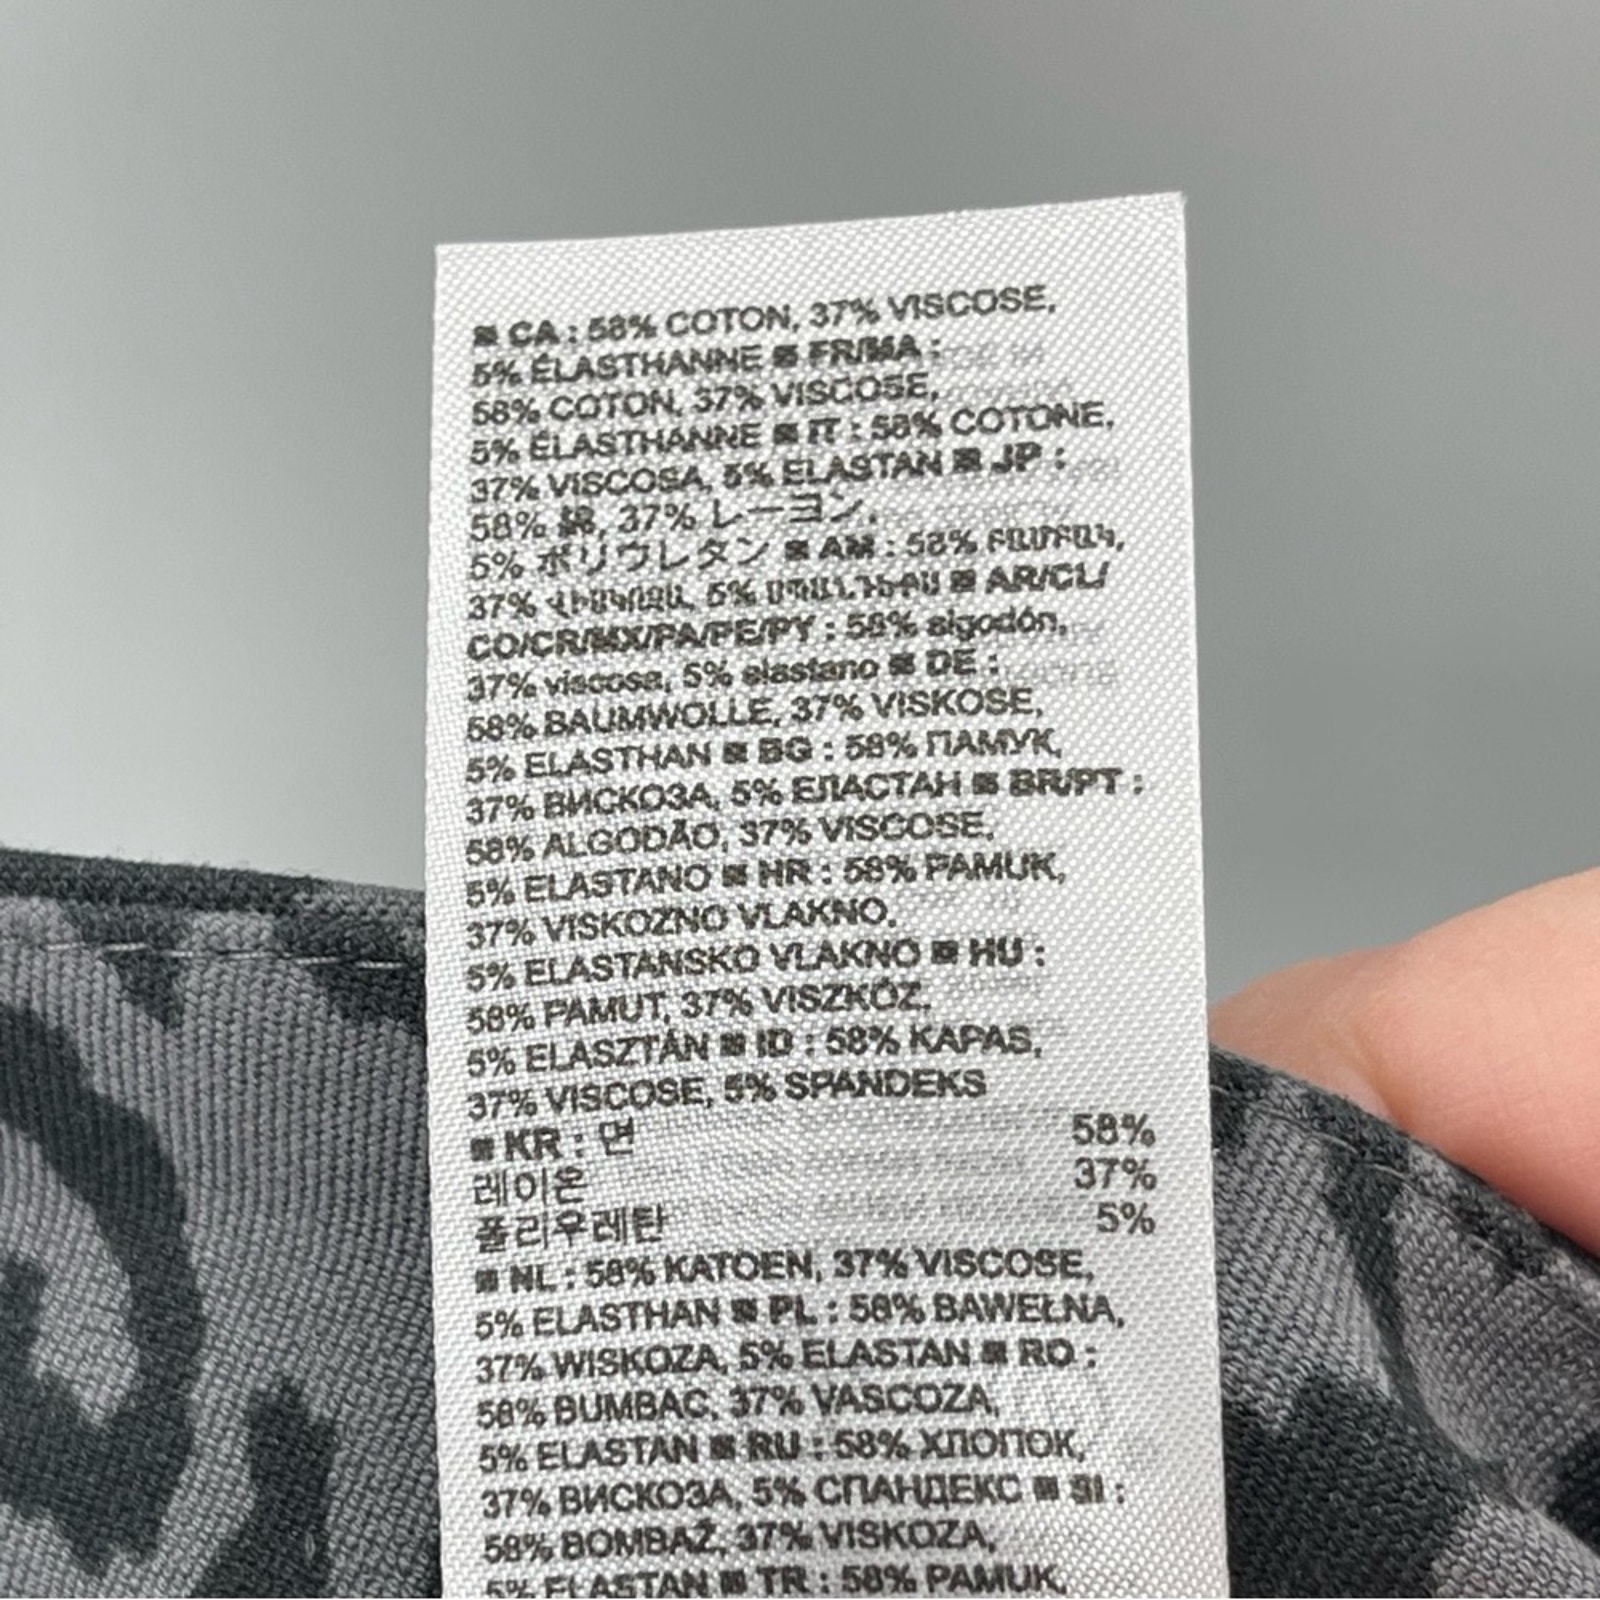 ■ CA : 58% COTON, 37% VISCOSE,
5% ÉLASTHANNE ■ FR/MA :
58% COTON, 37% VISCOSE,
5% ÉLASTHANNE ■ IT : 58% COTONE,
37% VISCOSA, 5% ELASTAN ■ JP :
58% 綿, 37% レーヨン,
5% ポリウレタン ■ AM : 58%
37% 5% ■ AR/CL/
CO/CR/MX/PA/PE/PY : 58% algodón,
37% viscosa, 5% elastano ■ DE :
58% BAUMWOLLE, 37% VISKOSE,
5% ELASTHAN ■ BG : 58% ПАМУК,
37% ВИСКОЗА, 5% ЕЛАСТАН ■ BR/PT :
58% ALGODÃO, 37% VISCOSE,
5% ELASTANO ■ HR : 58% PAMUK,
37% VISKOZNO VLAKNO,
5% ELASTANSKO VLAKNO ■ HU :
58% PAMUT, 37% VISZKÓZ,
5% ELASZTÁN ■ ID : 58% KAPAS,
37% VISCOSE, 5% SPANDEKS
■ KR : 면 58%
레이온 37%
폴리우레탄 5%
■ NL : 58% KATOEN, 37% VISCOSE,
5% ELASTHAN ■ PL : 58% BAWEŁNA,
37% WISKOZA, 5% ELASTAN ■ RO :
58% BUMBAC, 37% VASCOZA,
5% ELASTAN ■ RU : 58% ХЛОПОК,
37% ВИСКОЗА, 5% СПАНДЕКС ■ SI :
58% BOMBAŽ, 37% VISKOZA,
5% ELASTAN ■ TR : 58% PAMUK,